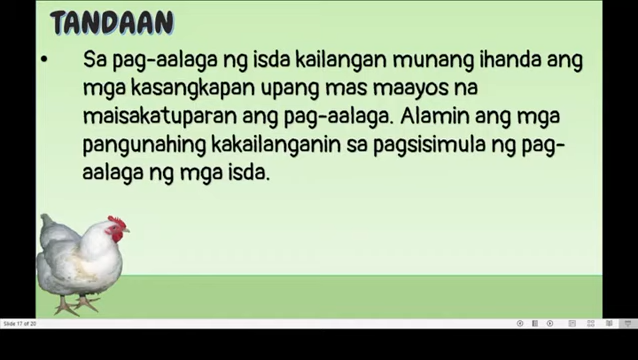 TANDAAN
• Sa pag-aalaga ng isda kailangan munang ihanda ang
mga kasangkapan upang mas maayos na
maisakatuparan ang pag-aalaga. Alamin ang mga
pangunahing kakailanganin sa pagsisimula ng pag-
aalaga ng mga isda.
Slide 17 of 20